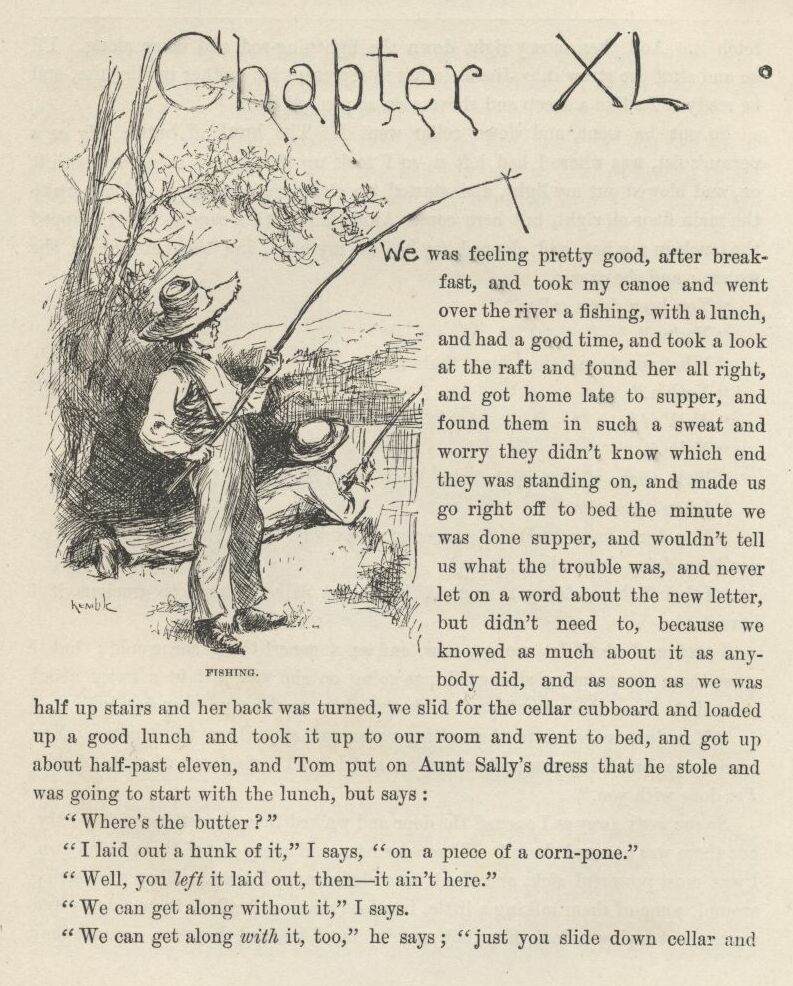 Chapter XL.
We was feeling pretty good, after break-
fast, and took my canoe and went
over the river a fishing, with a lunch,
and had a good time, and took a look
at the raft and found her all right,
and got home late to supper, and
found them in such a sweat and
worry they didn't know which end
they was standing on, and made us
go right off to bed the minute we
was done supper, and wouldn't tell
us what the trouble was, and never
let on a word about the new letter,
but didn't need to, because we
knowed as much about it as any-
body did, and as soon as we was
Kemble
FISHING.
half up stairs and her back was turned, we slid for the cellar cubboard and loaded
up a good lunch and took it up to our room and went to bed, and got up
about half-past eleven, and Tom put on Aunt Sally's dress that he stole and
was going to start with the lunch, but says:
"Where's the butter?"
"I laid out a hunk of it," I says, "on a piece of a corn-pone."
"Well, you left it laid out, then—it ain't here."
"We can get along without it," I says.
"We can get along with it, too," he says; "just you slide down cellar and